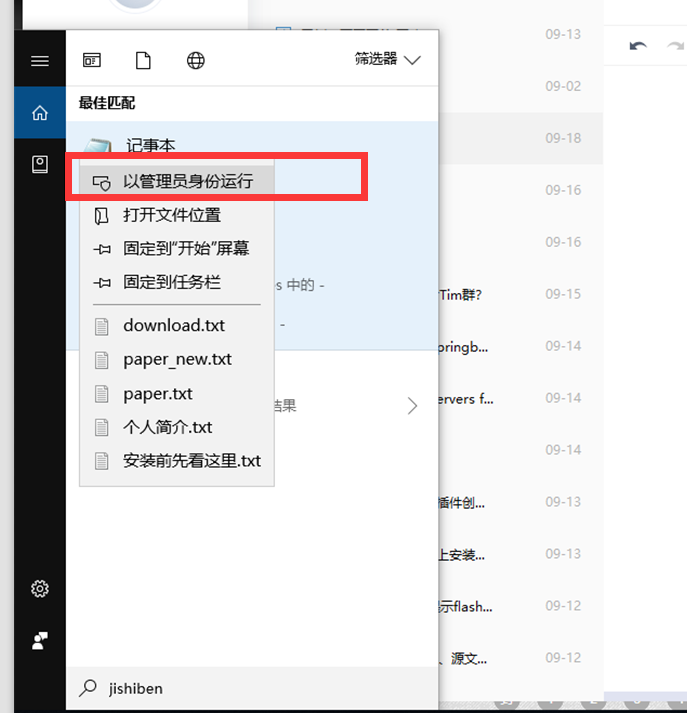 筛选器
最佳匹配
记事本
以管理员身份运行
打开文件位置
固定到"开始"屏幕
固定到任务栏
download.txt
paper_new.txt
paper.txt
个人简介.txt
安装前先看这里.txt
s 中的 -
-
结果
jishiben
09-13
09-02
09-18
09-16
09-16
Tim群? 09-15
pringb... 09-14
ervers f... 09-14
09-14
插件创... 09-13
上安装... 09-13
示flash... 09-12
、源文... 09-12